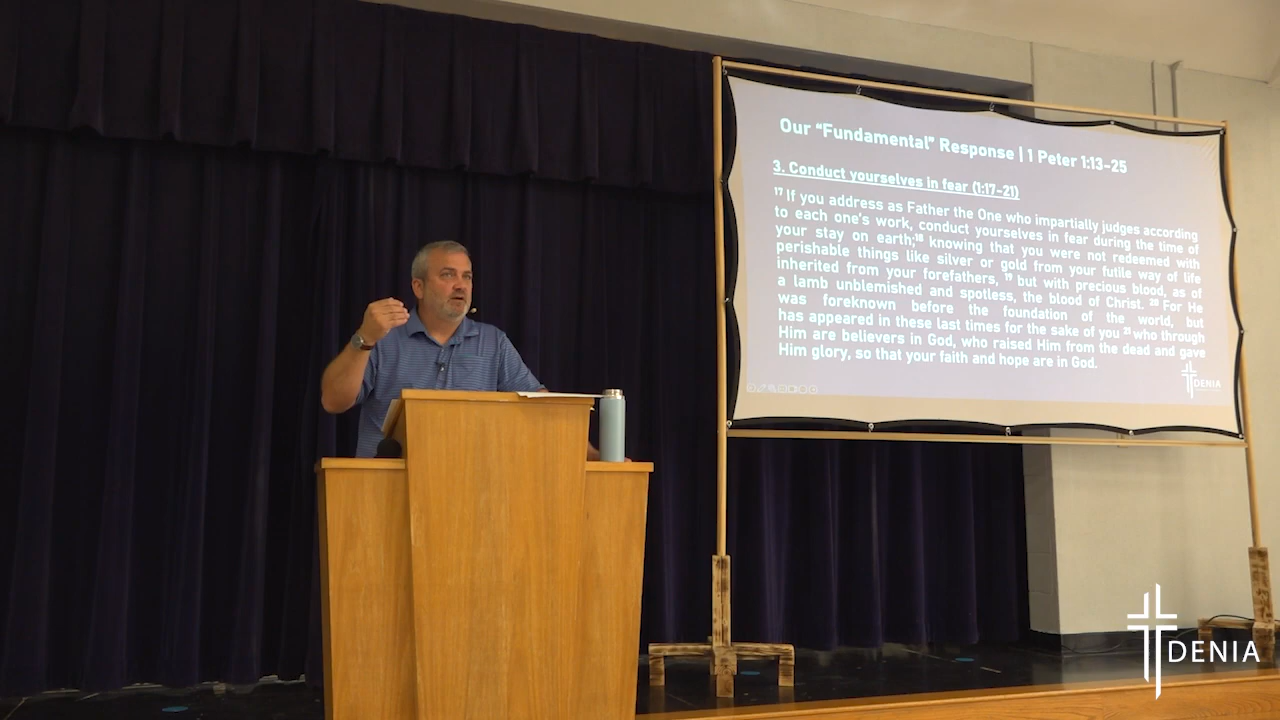 Our “Fundamental” Response | 1 Peter 1:13-25
3. Conduct yourselves in fear (1:17-21)
17 If you address as Father the One who impartially judges according
to each one's work, conduct yourselves in fear during the time of
your stay on earth;18 knowing that you were not redeemed with
perishable things like silver or gold from your futile way of life
inherited from your forefathers, 19 but with precious blood, as of
a lamb unblemished and spotless, the blood of Christ. 20 For He
was foreknown before the foundation of the world, but
has appeared in these last times for the sake of you 21 who through
Him are believers in God, who raised Him from the dead and gave
Him glory, so that your faith and hope are in God.
DENIA
DENIA